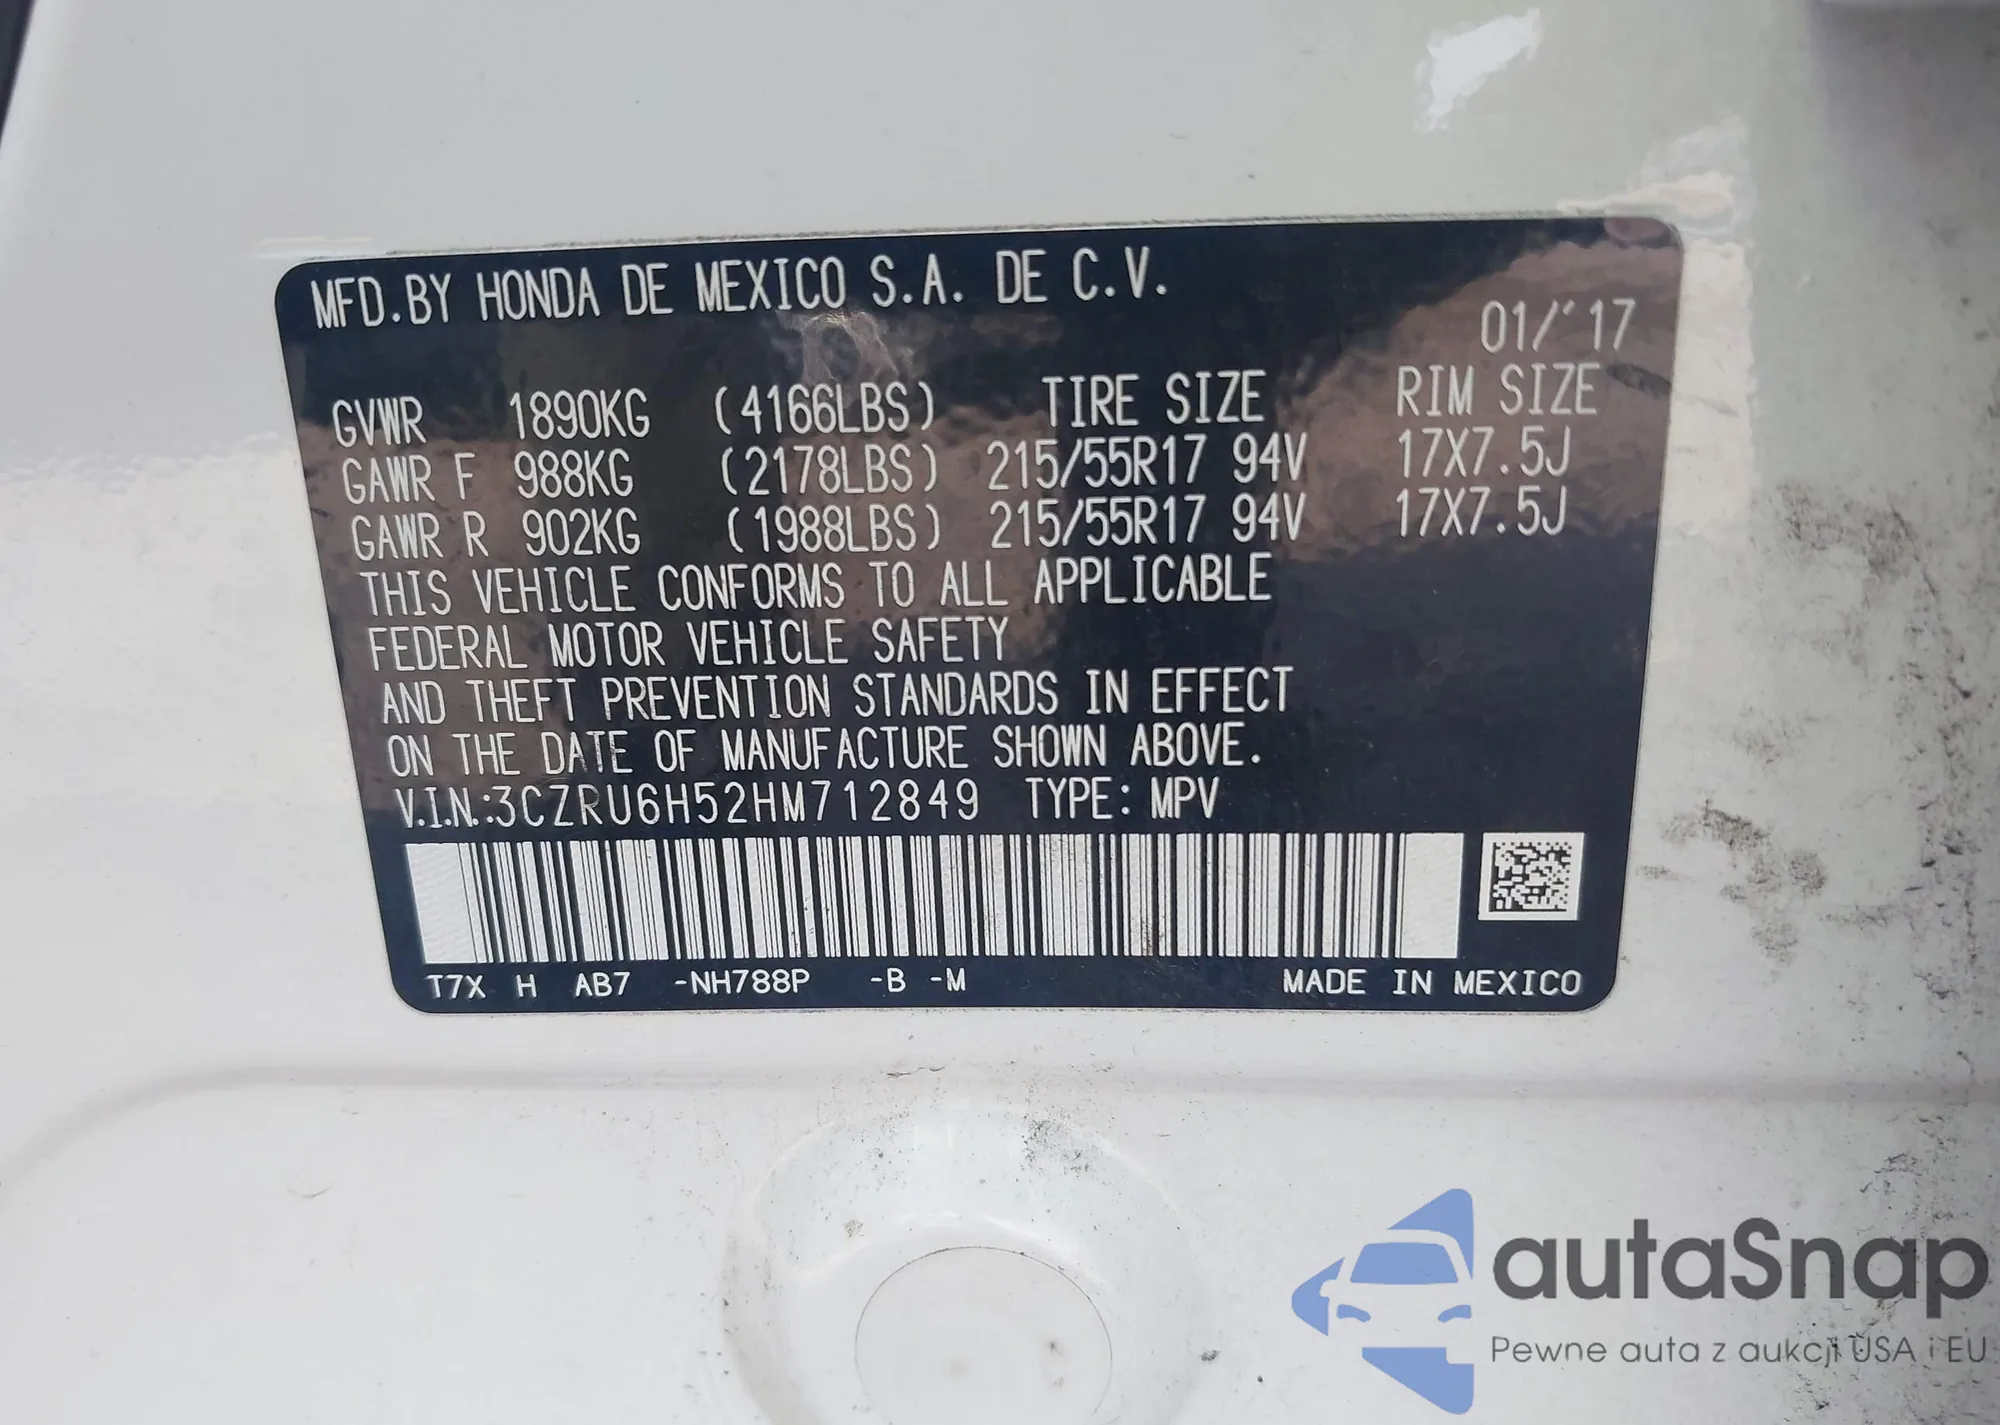 MFD.BY HONDA DE MEXICO S.A. DE C.V.
01/'17
GVWR 1890KG (4166LBS) TIRE SIZE RIM SIZE
GAWR F 988KG (2178LBS) 215/55R17 94V 17X7.5J
GAWR R 902KG (1988LBS) 215/55R17 94V 17X7.5J
THIS VEHICLE CONFORMS TO ALL APPLICABLE
FEDERAL MOTOR VEHICLE SAFETY
AND THEFT PREVENTION STANDARDS IN EFFECT
ON THE DATE OF MANUFACTURE SHOWN ABOVE.
V.I.N.:3CZRU6H52HM712849 TYPE: MPV
T7X H AB7 -NH788P -B -M MADE IN MEXICO
autaSnap
Pewne auta z aukcji USA i EU